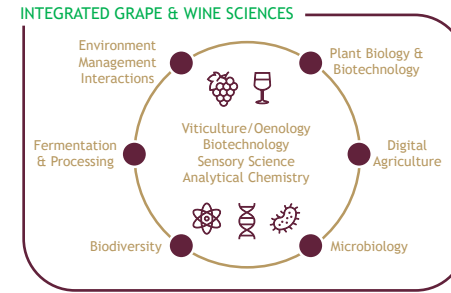 INTEGRATED GRAPE & WINE SCIENCES
Environment
Management
Interactions
Plant Biology &
Biotechnology
Viticulture/Oenology
Biotechnology
Sensory Science
Analytical Chemistry
Fermentation
& Processing
Digital
Agriculture
Biodiversity
Microbiology